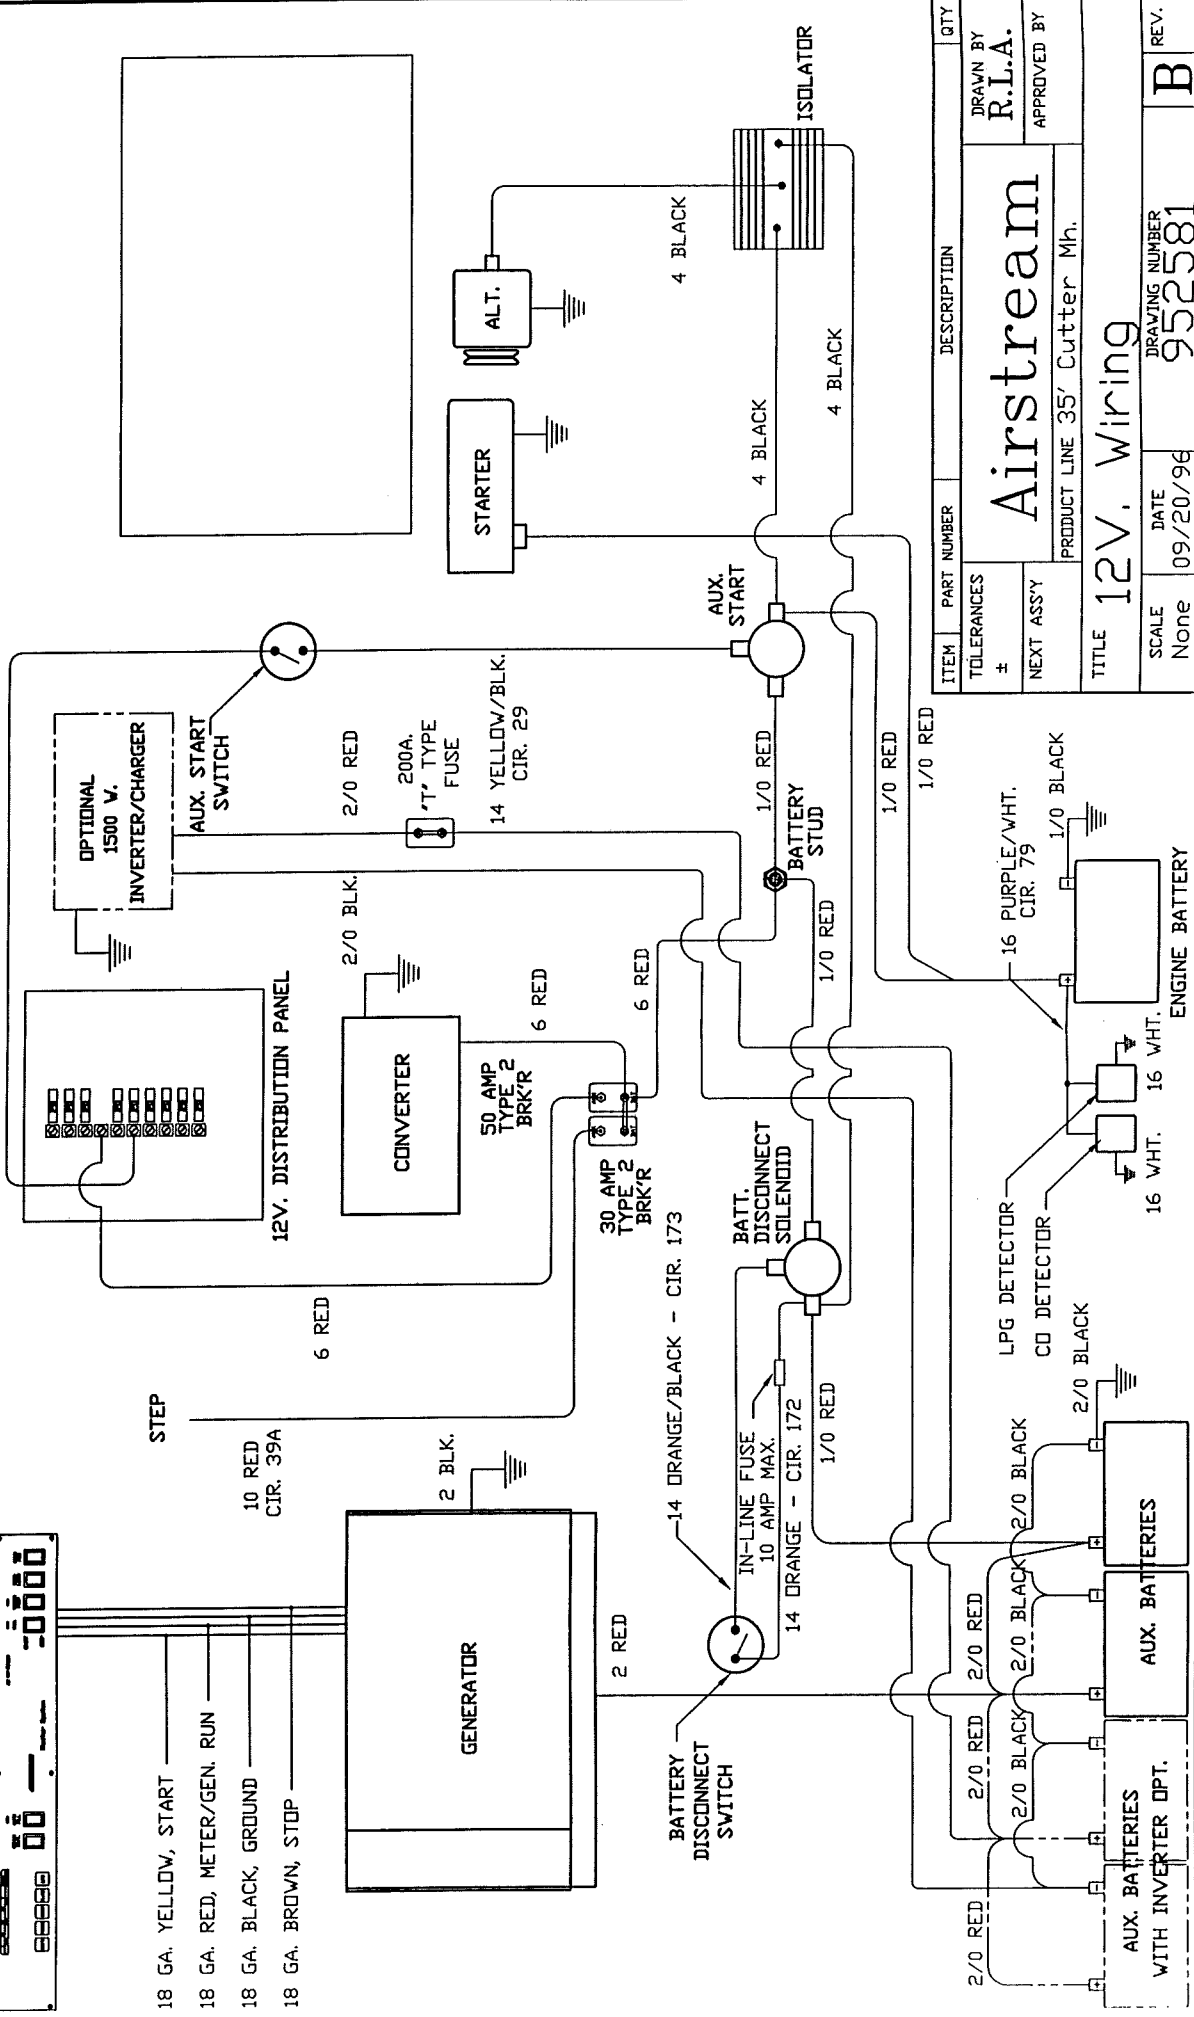 18 GA. YELLOW, START
18 GA. RED, METER/GEN. RUN
18 GA. BLACK, GROUND
18 GA. BROWN, STOP
STEP
10 RED
CIR. 39A
6 RED
12V. DISTRIBUTION PANEL
OPTIONAL
1500 W.
INVERTER/CHARGER
AUX. START
SWITCH
2/0 BLK.
2/0 RED
200A.
'T' TYPE
FUSE
14 YELLOW/BLK.
CIR. 29
GENERATOR
2 BLK.
2 RED
CONVERTER
6 RED
50 AMP
TYPE 2
BRK'R
30 AMP
TYPE 2
BRK'R
6 RED
STARTER
ALT.
4 BLACK
ISOLATOR
AUX.
START
4 BLACK
4 BLACK
1/0 RED
BATTERY
STUD
1/0 RED
1/0 RED
1/0 RED
BATTERY
DISCONNECT
SWITCH
14 ORANGE/BLACK - CIR. 173
IN-LINE FUSE
10 AMP MAX.
14 ORANGE - CIR. 172
BATT.
DISCONNECT
SOLENOID
1/0 RED
LPG DETECTOR
CO DETECTOR
16 WHT.
16 WHT.
16 PURPLE/WHT.
CIR. 79
1/0 BLACK
+
-
ENGINE BATTERY
2/0 RED
2/0 RED
2/0 RED
2/0 BLACK
2/0 BLACK
2/0 BLACK
2/0 BLACK
+
-
+
-
+
-
+
-
AUX. BATTERIES
WITH INVERTER OPT.
AUX. BATTERIES
ITEM PART NUMBER DESCRIPTION QTY
TOLERANCES
±
NEXT ASS'Y
Airstream
DRAWN BY
R.L.A.
APPROVED BY
PRODUCT LINE 35' Cutter Mh.
TITLE 12V. Wiring
SCALE
None
DATE
09/20/96
DRAWING NUMBER
952581
B
REV.